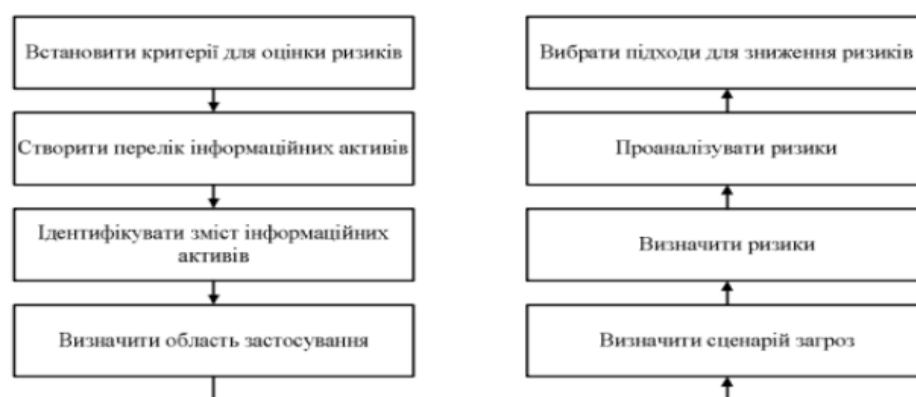 Встановити критерії для оцінки ризиків
Створити перелік інформаційних активів
Ідентифікувати зміст інформаційних
активів
Визначити область застосування
Вибрати підходи для зниження ризиків
Проаналізувати ризики
Визначити ризики
Визначити сценарій загроз